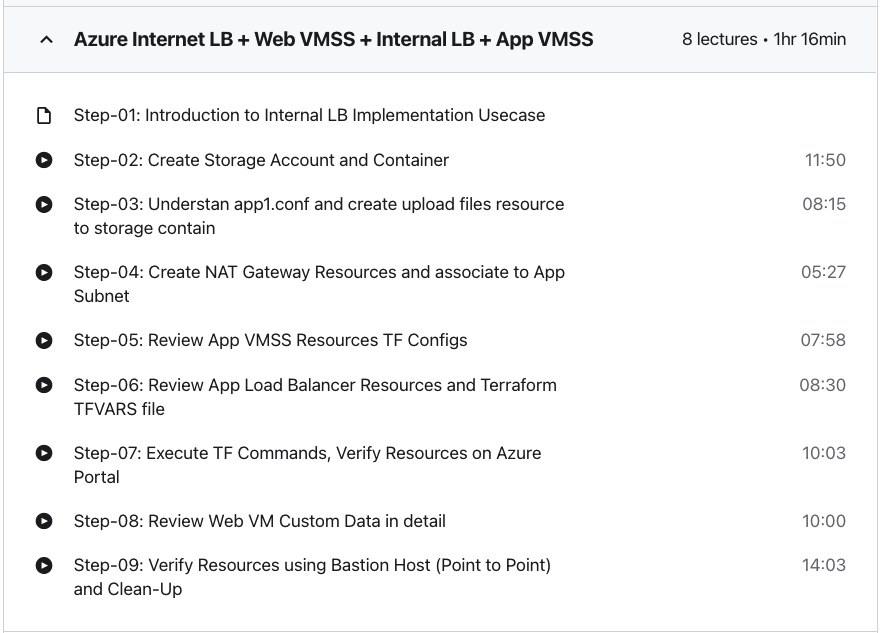 Azure Internet LB + Web VMSS + Internal LB + App VMSS 8 lectures • 1hr 16min
Step-01: Introduction to Internal LB Implementation Usecase
Step-02: Create Storage Account and Container 11:50
Step-03: Understan app1.conf and create upload files resource 08:15
to storage contain
Step-04: Create NAT Gateway Resources and associate to App 05:27
Subnet
Step-05: Review App VMSS Resources TF Configs 07:58
Step-06: Review App Load Balancer Resources and Terraform 08:30
TFVARS file
Step-07: Execute TF Commands, Verify Resources on Azure 10:03
Portal
Step-08: Review Web VM Custom Data in detail 10:00
Step-09: Verify Resources using Bastion Host (Point to Point) 14:03
and Clean-Up